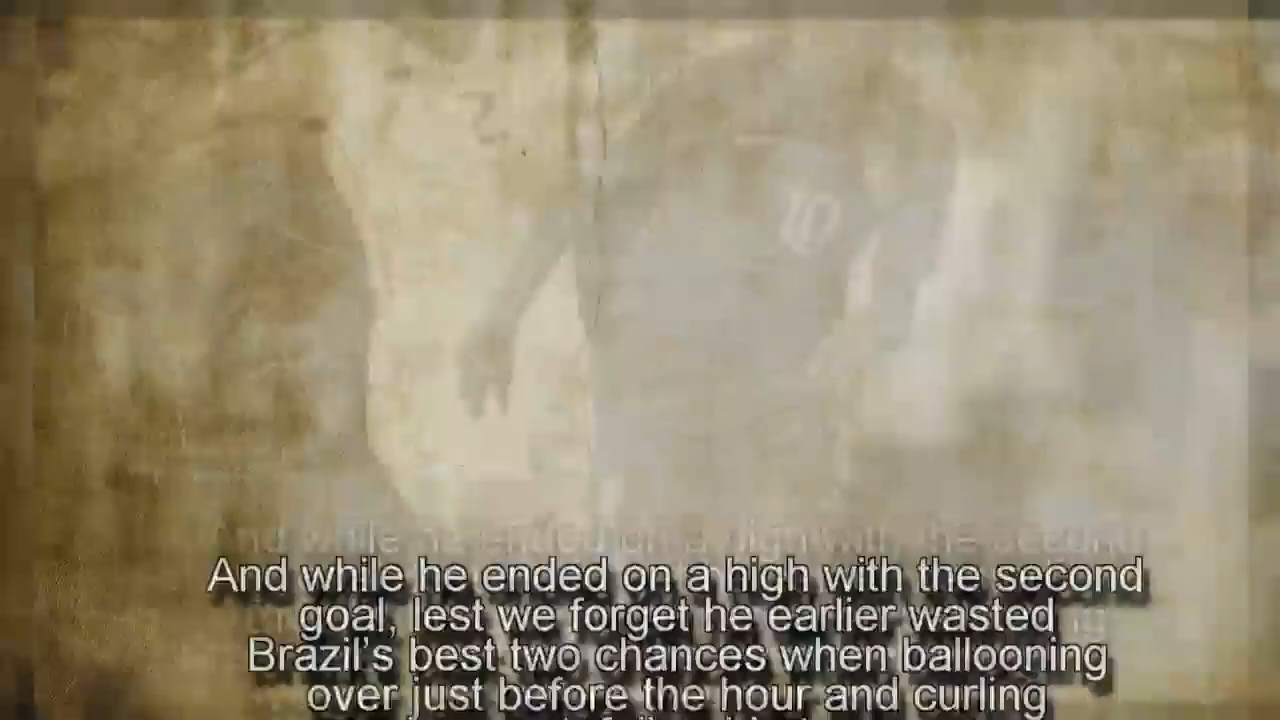 10
And while he ended on a high with the second
goal, lest we forget he earlier wasted
Brazil's best two chances when ballooning
over just before the hour and curling